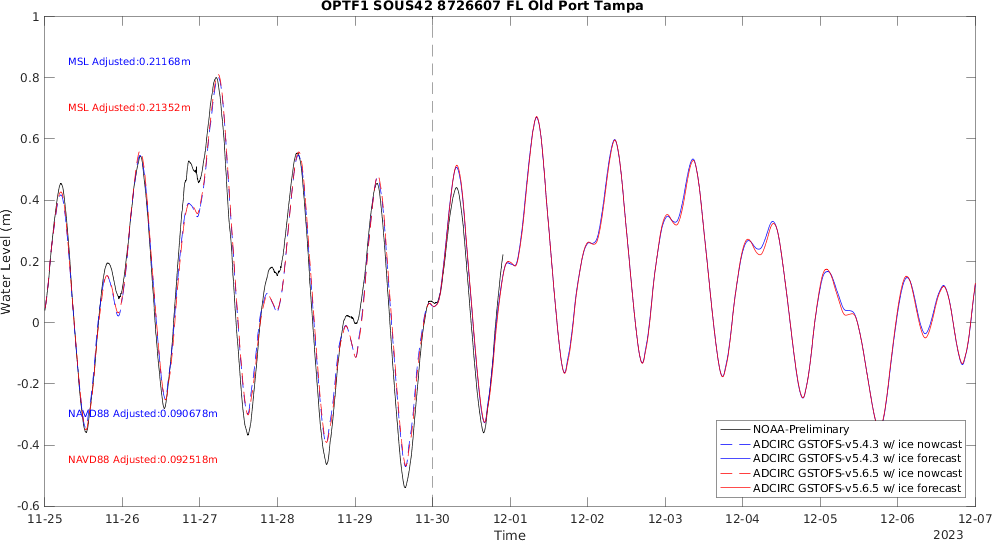 OPTF1 SOUS42 8726607 FL Old Port Tampa
1
0.8
0.6
0.4
0.2
0
-0.2
-0.4
-0.6
Water Level (m)
MSL Adjusted:0.21168m
MSL Adjusted:0.21352m
NAVD88 Adjusted:0.090678m
NAVD88 Adjusted:0.092518m
NOAA-Preliminary
ADCIRC GSTOFS-v5.4.3 w/ ice nowcast
ADCIRC GSTOFS-v5.4.3 w/ ice forecast
ADCIRC GSTOFS-v5.6.5 w/ ice nowcast
ADCIRC GSTOFS-v5.6.5 w/ ice forecast
11-25 11-26 11-27 11-28 11-29 11-30 12-01 12-02 12-03 12-04 12-05 12-06 12-07
Time
2023